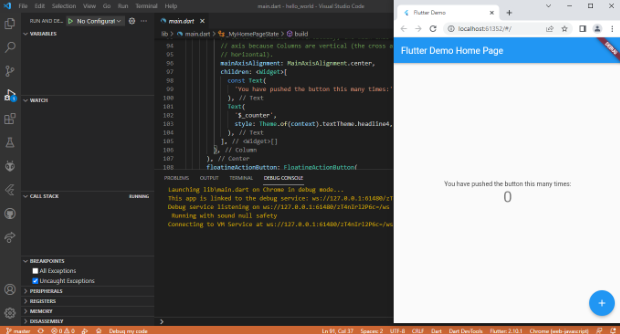 File Edit Selection View Go Run Terminal Help
main.dart - hello_world - Visual Studio Code
RUN AND DE... No Configurat
main.dart
lib > main.dart > _MyHomePageState > build
VARIABLES
WATCH
CALL STACK RUNNING
BREAKPOINTS
All Exceptions
Uncaught Exceptions
PERIPHERALS
REGISTERS
MEMORY
DISASSEMBLY
94 // axis because Columns are vertical (the cross a
95 // horizontal).
96 mainAxisAlignment: MainAxisAlignment.center,
97 children: <Widget>[
98 const Text(
99 'You have pushed the button this many times:'
100 ), // Text
101 Text(
102 '$_counter',
103 style: Theme.of(context).textTheme.headline4,
104 ), // Text
105 ], // <Widget>[]
106 ), // Column
107 ), // Center
108 floatingActionButton: FloatingActionButton(
PROBLEMS OUTPUT TERMINAL DEBUG CONSOLE
Launching lib\main.dart on Chrome in debug mode...
This app is linked to the debug service: ws://127.0.0.1:61480/
Debug service listening on ws://127.0.0.1:61480/
Running with sound null safety
Connecting to VM Service at ws://127.0.0.1:61480/
master 0 0 Debug my code
Ln 91, Col 37 Spaces: 2 UTF-8 CRLF Dart Dart DevTools Flutter: 2.10.1 Chrome (web-javascript)
Flutter Demo
localhost:61352/#/
Flutter Demo Home Page
DEBUG
You have pushed the button this many times:
0
+